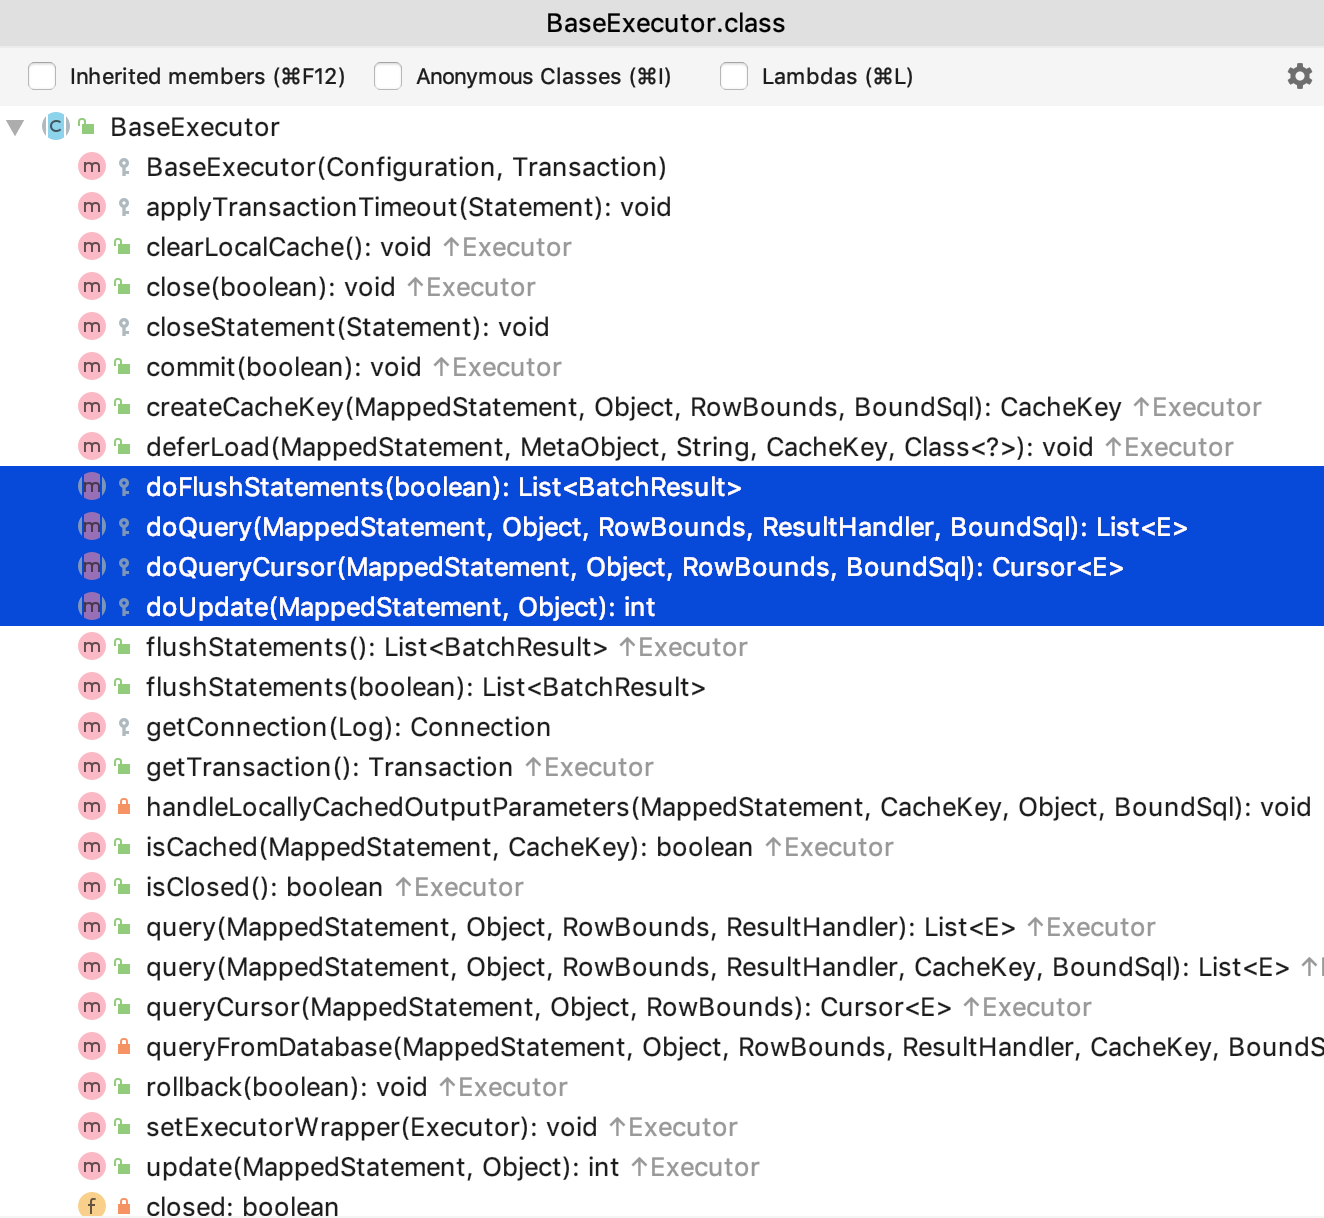 BaseExecutor.class
Inherited members (⌘F12) Anonymous Classes (⌘I) Lambdas (⌘L)
BaseExecutor
BaseExecutor(Configuration, Transaction)
applyTransactionTimeout(Statement): void
clearLocalCache(): void ↑Executor
close(boolean): void ↑Executor
closeStatement(Statement): void
commit(boolean): void ↑Executor
createCacheKey(MappedStatement, Object, RowBounds, BoundSql): CacheKey ↑Executor
deferLoad(MappedStatement, MetaObject, String, CacheKey, Class<?>): void ↑Executor
doFlushStatements(boolean): List<BatchResult>
doQuery(MappedStatement, Object, RowBounds, ResultHandler, BoundSql): List<E>
doQueryCursor(MappedStatement, Object, RowBounds, BoundSql): Cursor<E>
doUpdate(MappedStatement, Object): int
flushStatements(): List<BatchResult> ↑Executor
flushStatements(boolean): List<BatchResult>
getConnection(Log): Connection
getTransaction(): Transaction ↑Executor
handleLocallyCachedOutputParameters(MappedStatement, CacheKey, Object, BoundSql): void
isCached(MappedStatement, CacheKey): boolean ↑Executor
isClosed(): boolean ↑Executor
query(MappedStatement, Object, RowBounds, ResultHandler): List<E> ↑Executor
query(MappedStatement, Object, RowBounds, ResultHandler, CacheKey, BoundSql): List<E> ↑
queryCursor(MappedStatement, Object, RowBounds): Cursor<E> ↑Executor
queryFromDatabase(MappedStatement, Object, RowBounds, ResultHandler, CacheKey, BoundS
rollback(boolean): void ↑Executor
setExecutorWrapper(Executor): void ↑Executor
update(MappedStatement, Object): int ↑Executor
closed: boolean